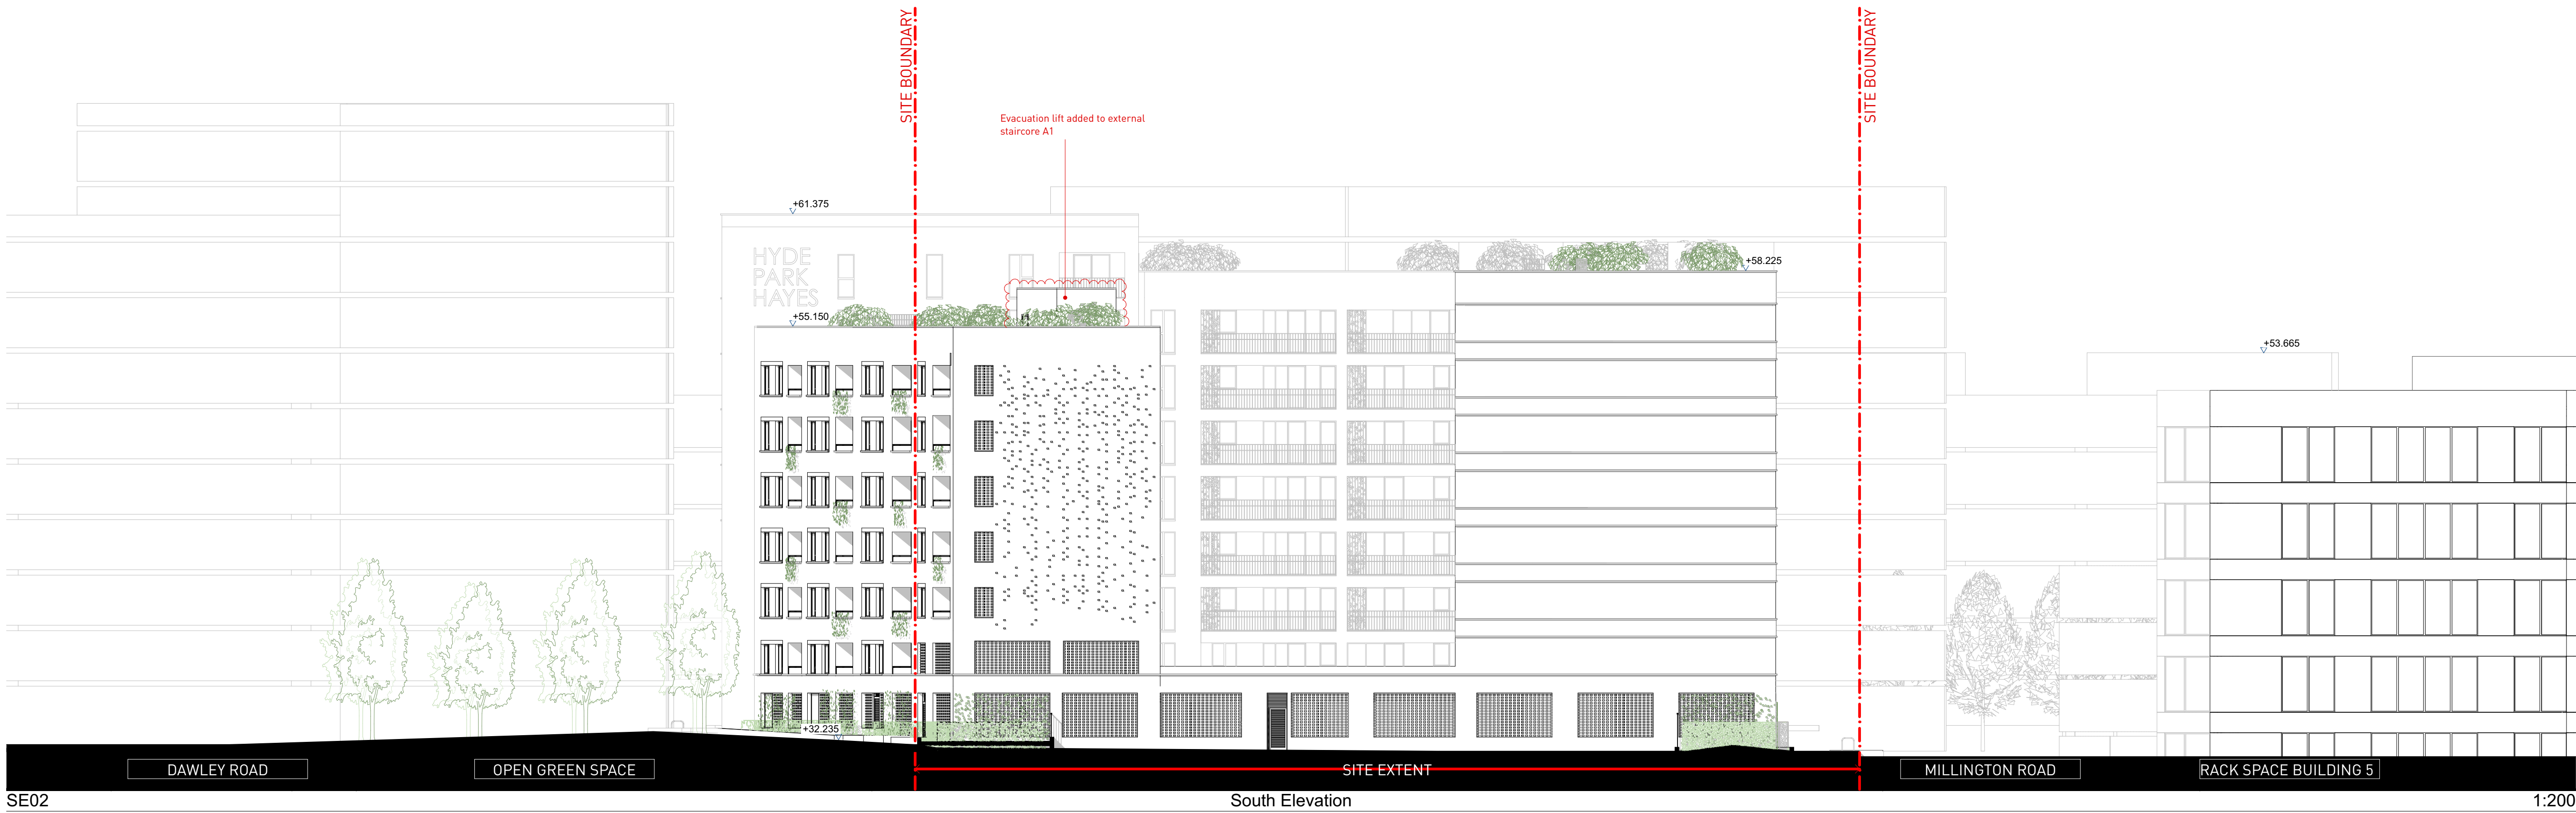 SITE BOUNDARY
SITE BOUNDARY
Evacuation lift added to external
staircore A1
+61.375
HYDE
PARK
HAYES
+58.225
+55.150
+53.665
+32.235
DAWLEY ROAD
OPEN GREEN SPACE
SITE EXTENT
MILLINGTON ROAD
RACK SPACE BUILDING 5
SE02
South Elevation
1:200